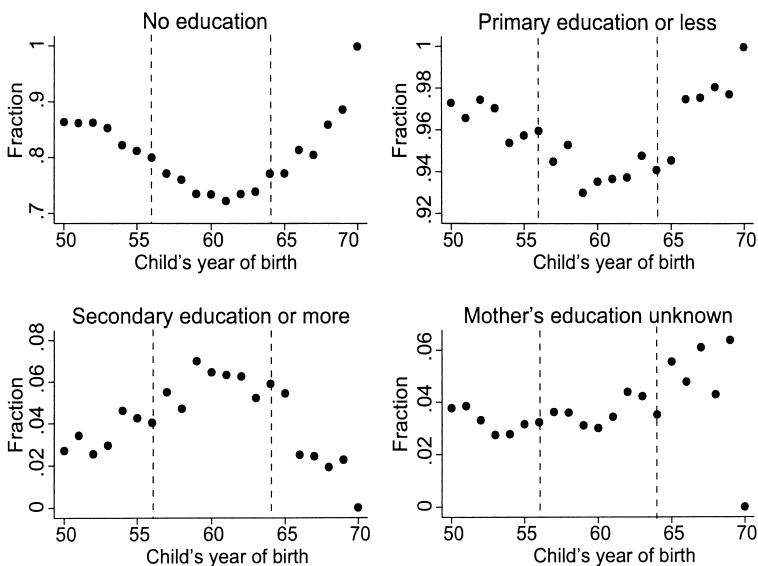 No education
Fraction
1
.9
.8
.7
50 55 60 65 70
Child's year of birth
Primary education or less
Fraction
1
.98
.96
.94
.92
50 55 60 65 70
Child's year of birth
Secondary education or more
Fraction
.08
.06
.04
.02
0
50 55 60 65 70
Child's year of birth
Mother's education unknown
Fraction
.06
.04
.02
0
50 55 60 65 70
Child's year of birth